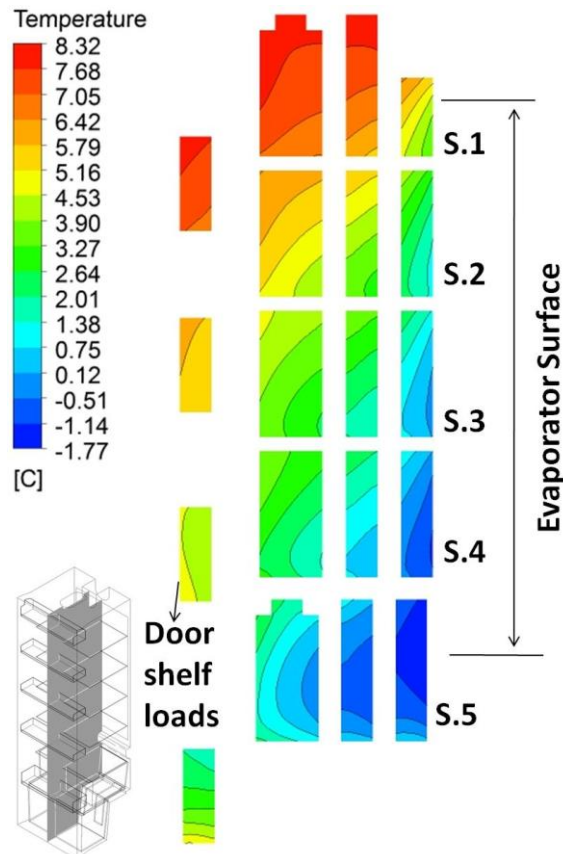 Temperature
8.32
7.68
7.05
6.42
5.79
5.16
4.53
3.90
3.27
2.64
2.01
1.38
0.75
0.12
-0.51
-1.14
-1.77
[C]
S.1
S.2
S.3
S.4
S.5
Evaporator Surface
Door
shelf
loads